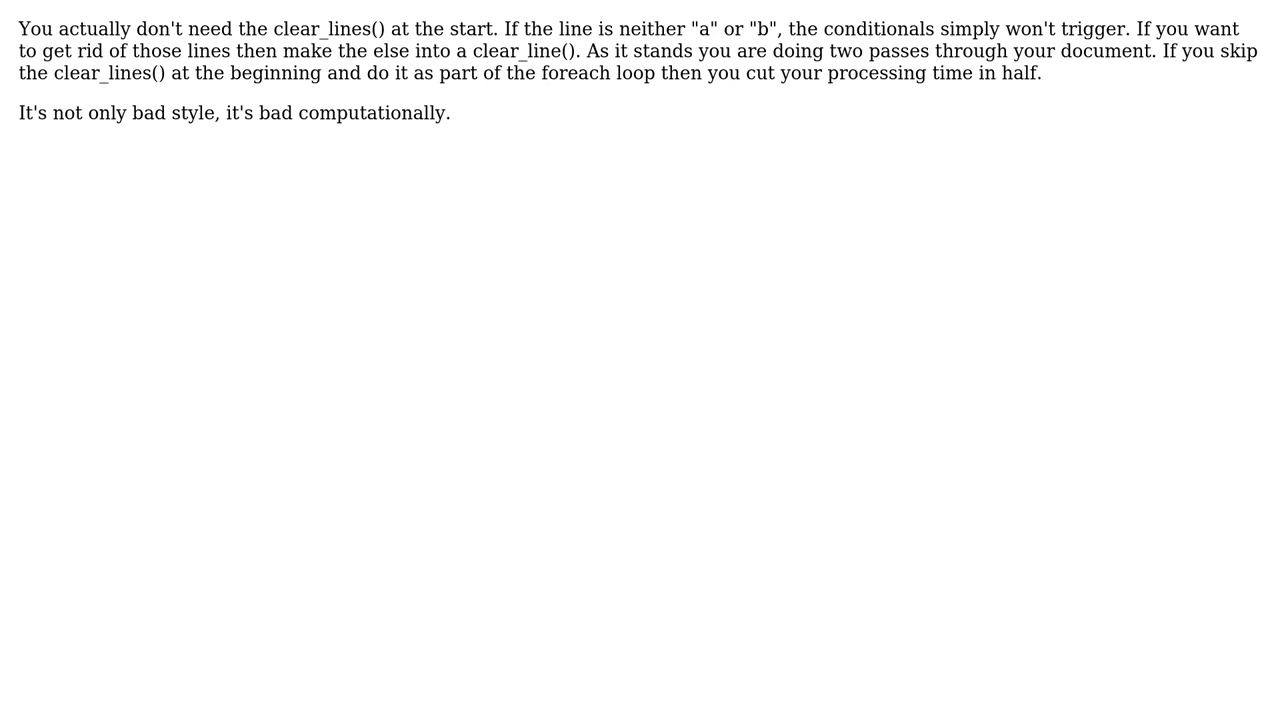 You actually don't need the clear_lines() at the start. If the line is neither "a" or "b", the conditionals simply won't trigger. If you want
to get rid of those lines then make the else into a clear_line(). As it stands you are doing two passes through your document. If you skip
the clear_lines() at the beginning and do it as part of the foreach loop then you cut your processing time in half.
It's not only bad style, it's bad computationally.